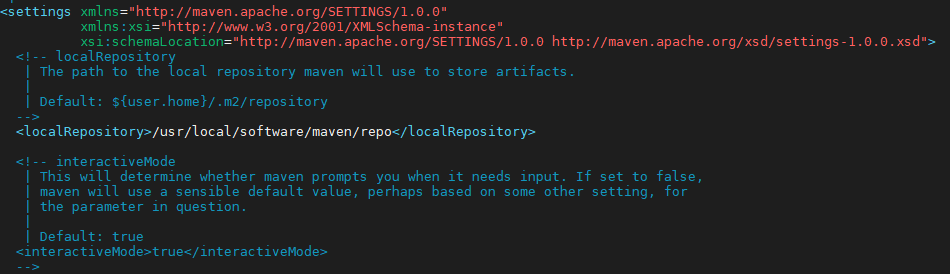 <settings xmlns="http://maven.apache.org/SETTINGS/1.0.0"
xmlns:xsi="http://www.w3.org/2001/XMLSchema-instance"
xsi:schemaLocation="http://maven.apache.org/SETTINGS/1.0.0 http://maven.apache.org/xsd/settings-1.0.0.xsd">
<!-- localRepository
| The path to the local repository maven will use to store artifacts.
|
| Default: ${user.home}/.m2/repository
-->
<localRepository>/usr/local/software/maven/repo</localRepository>
<!-- interactiveMode
| This will determine whether maven prompts you when it needs input. If set to false,
| maven will use a sensible default value, perhaps based on some other setting, for
| the parameter in question.
|
| Default: true
<interactiveMode>true</interactiveMode>
-->